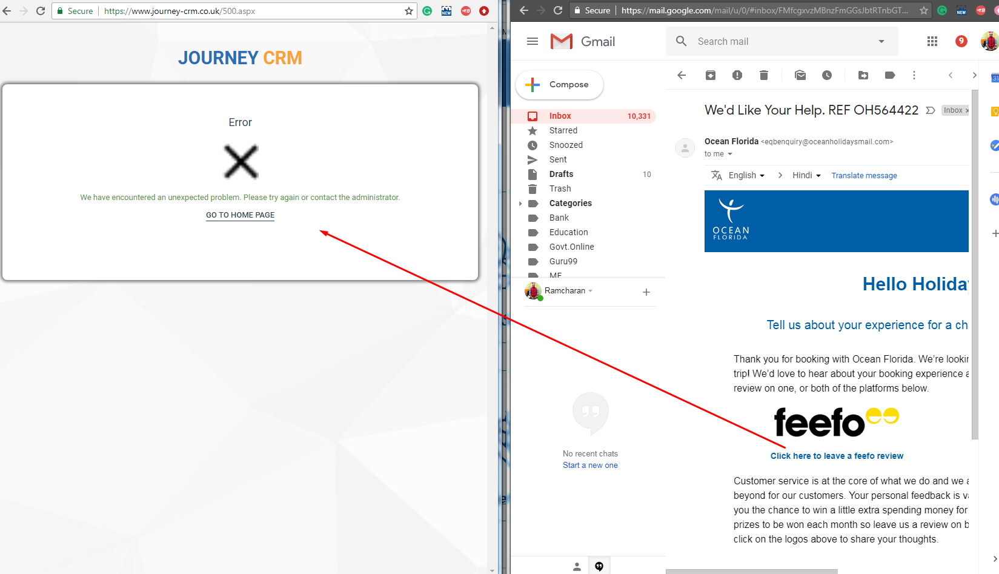 Secure https://www.journey-crm.co.uk/500.aspx
NEW
JOURNEY CRM
Error
We have encountered an unexpected problem. Please try again or contact the administrator.
GO TO HOME PAGE
Secure https://mail.google.com/mail/u/0/#inbox/FMfcgxvzMBnzFmGGsJbtRTnbGT...
NEW
Gmail
Search mail
9
Compose
Inbox 10,331
Starred
Snoozed
Sent
Drafts 10
Trash
Categories
Bank
Education
Govt.Online
Guru99
ME
Ramcharan
No recent chats
Start a new one
31
We'd Like Your Help. REF OH564422 Inbox x
Ocean Florida <eqbenquiry@oceanholidaysmail.com>
to me
English > Hindi Translate message
OCEAN
FLORIDA
Hello Holiday
Tell us about your experience for a ch
Thank you for booking with Ocean Florida. We’re lookin
trip! We’d love to hear about your booking experience a
review on one, or both of the platforms below.
feefo
Click here to leave a feefo review
Customer service is at the core of what we do and we a
beyond for our customers. Your personal feedback is va
you the chance to win a little extra spending money for
prizes to be won each month so leave us a review on b
click on the logos above to share your thoughts.